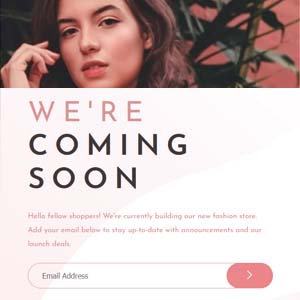 WE'RE
COMING
SOON
Hello fellow shoppers! We're currently building our new fashion store.
Add your email below to stay up-to-date with announcements and our
launch deals.
Email Address